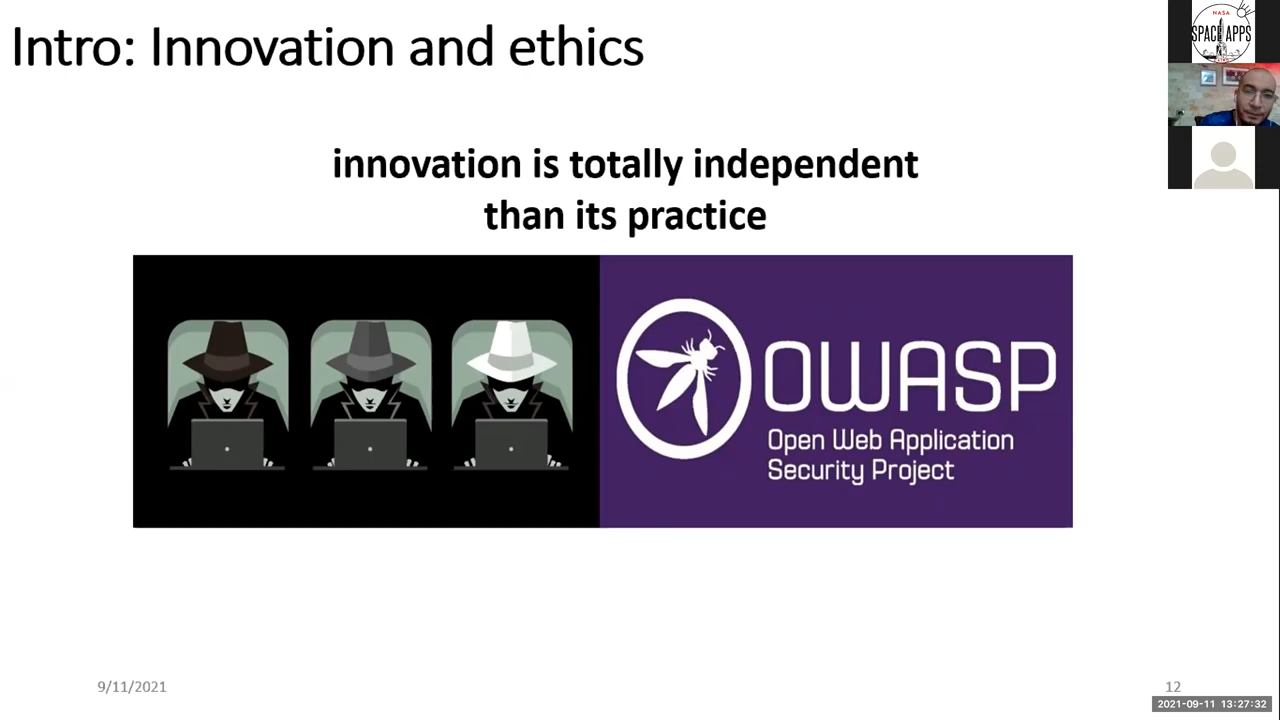 Intro: Innovation and ethics
NASA
SPACE APPS
innovation is totally independent
than its practice
OWASP
Open Web Application
Security Project
9/11/2021
12
2021-09-11 13:27:32